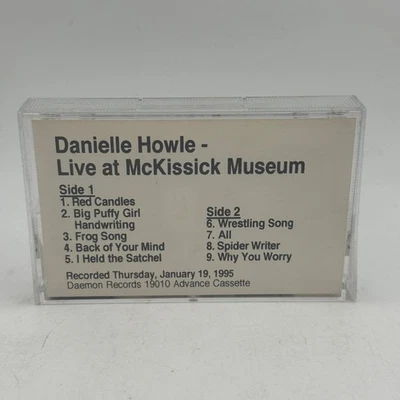 Danielle Howle -
Live at McKissick Museum
Side 1
1. Red Candles
2. Big Puffy Girl
Handwriting
3. Frog Song
4. Back of Your Mind
5. I Held the Satchel
Side 2
6. Wrestling Song
7. All
8. Spider Writer
9. Why You Worry
Recorded Thursday, January 19, 1995
Daemon Records 19010 Advance Cassette